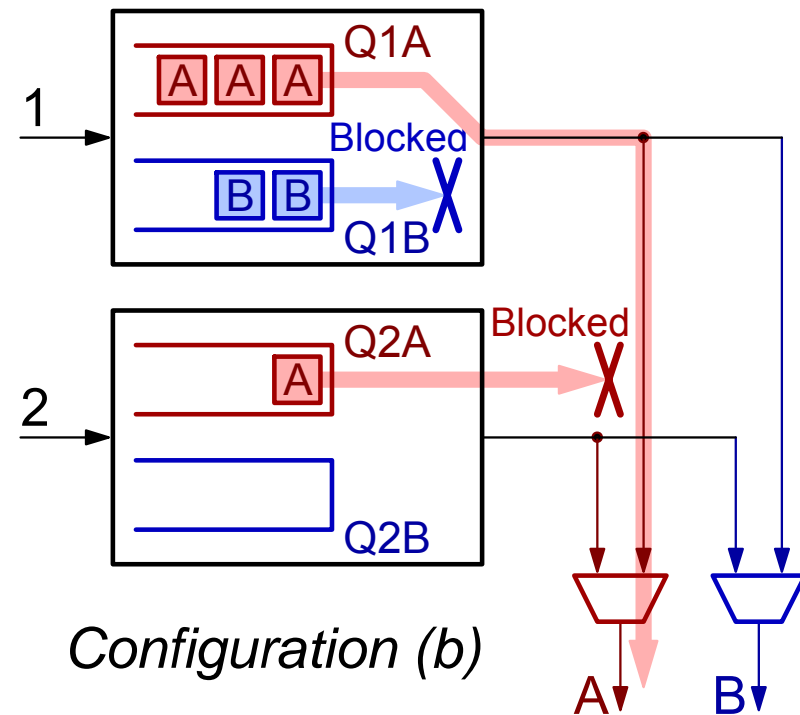 Q1A
A A A
1
Blocked
B B
Q1B
Blocked
Q2A
A
2
Q2B
Configuration (b)
A B